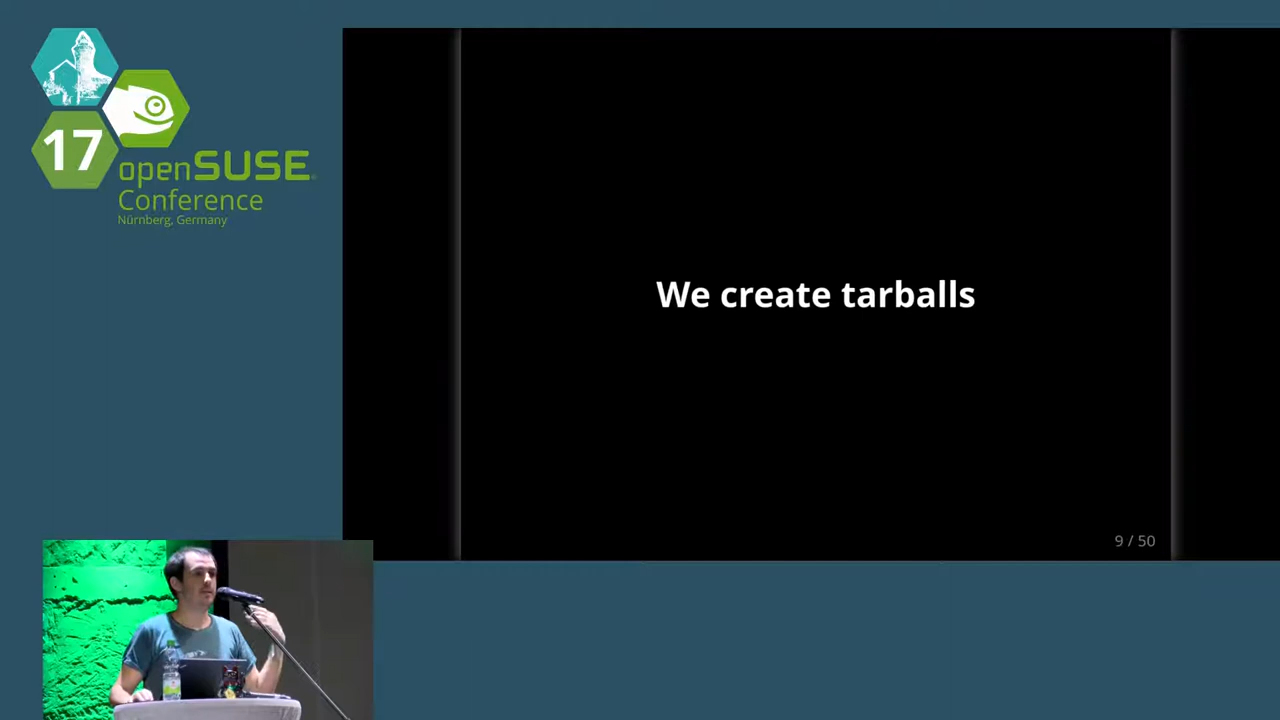 17
openSUSE
Conference
Nürnberg, Germany
We create tarballs
9 / 50